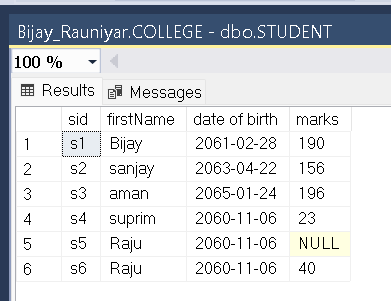 Bijay_Rauniyar.COLLEGE - dbo.STUDENT
100 %
Results Messages
sid firstName date of birth marks
1 s1 Bijay 2061-02-28 190
2 s2 sanjay 2063-04-22 156
3 s3 aman 2065-01-24 196
4 s4 suprim 2060-11-06 23
5 s5 Raju 2060-11-06 NULL
6 s6 Raju 2060-11-06 40